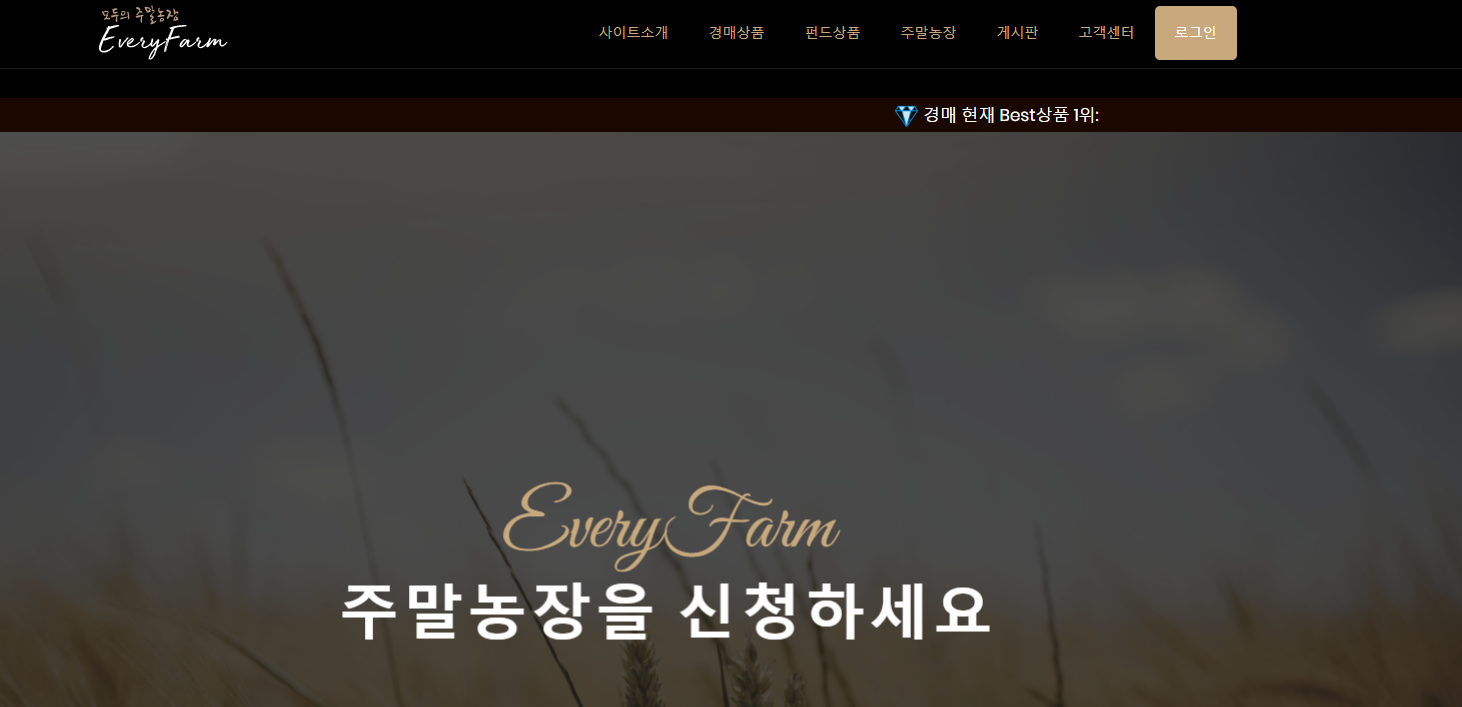 모두의 주말농장
EveryFarm
사이트소개 경매상품 펀드상품 주말농장 게시판 고객센터 로그인
경매 현재 Best상품 1위:
EveryFarm
주말농장을 신청하세요